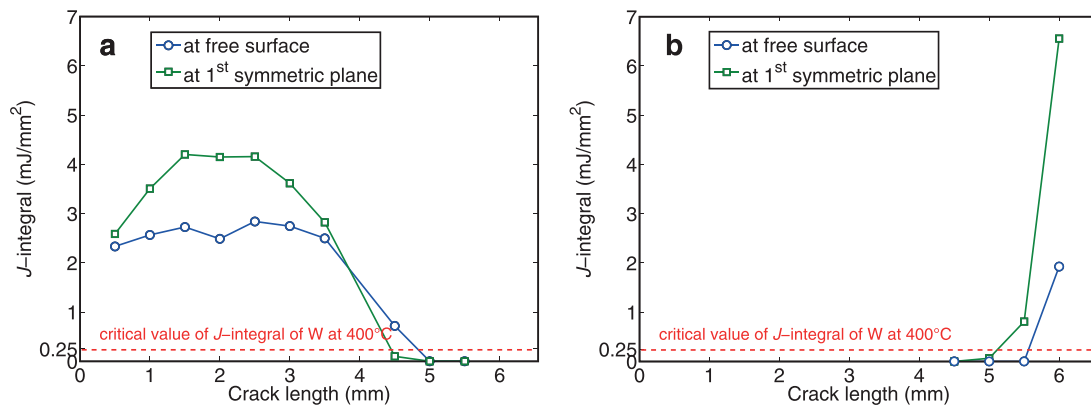 a
at free surface
at 1st symmetric plane
7
6
5
4
3
2
1
0.25
0
J–integral (mJ/mm2)
critical value of J–integral of W at 400°C
0 1 2 3 4 5 6
Crack length (mm)
b
at free surface
at 1st symmetric plane
7
6
5
4
3
2
1
0.25
0
J–integral (mJ/mm2)
critical value of J–integral of W at 400°C
0 1 2 3 4 5 6
Crack length (mm)